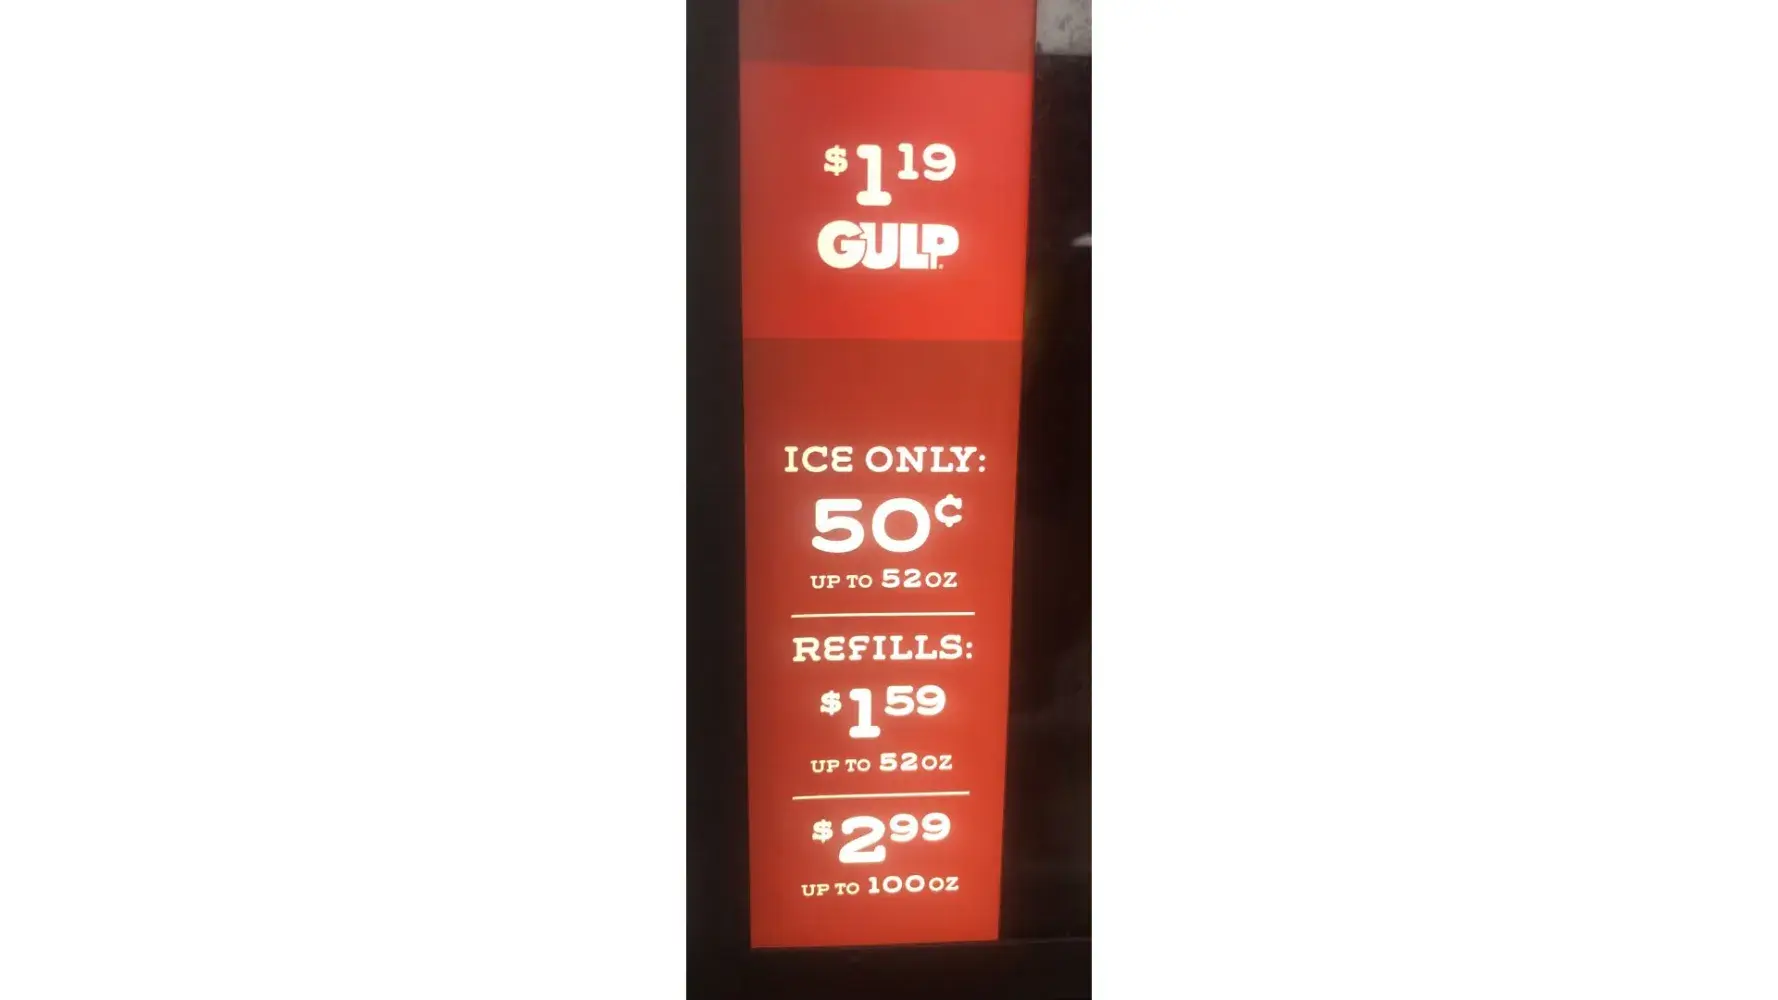 $1.19
GULP
ICE ONLY:
50¢
UP TO 52OZ
REFILLS:
$1.59
UP TO 52OZ
$2.99
UP TO 100OZ